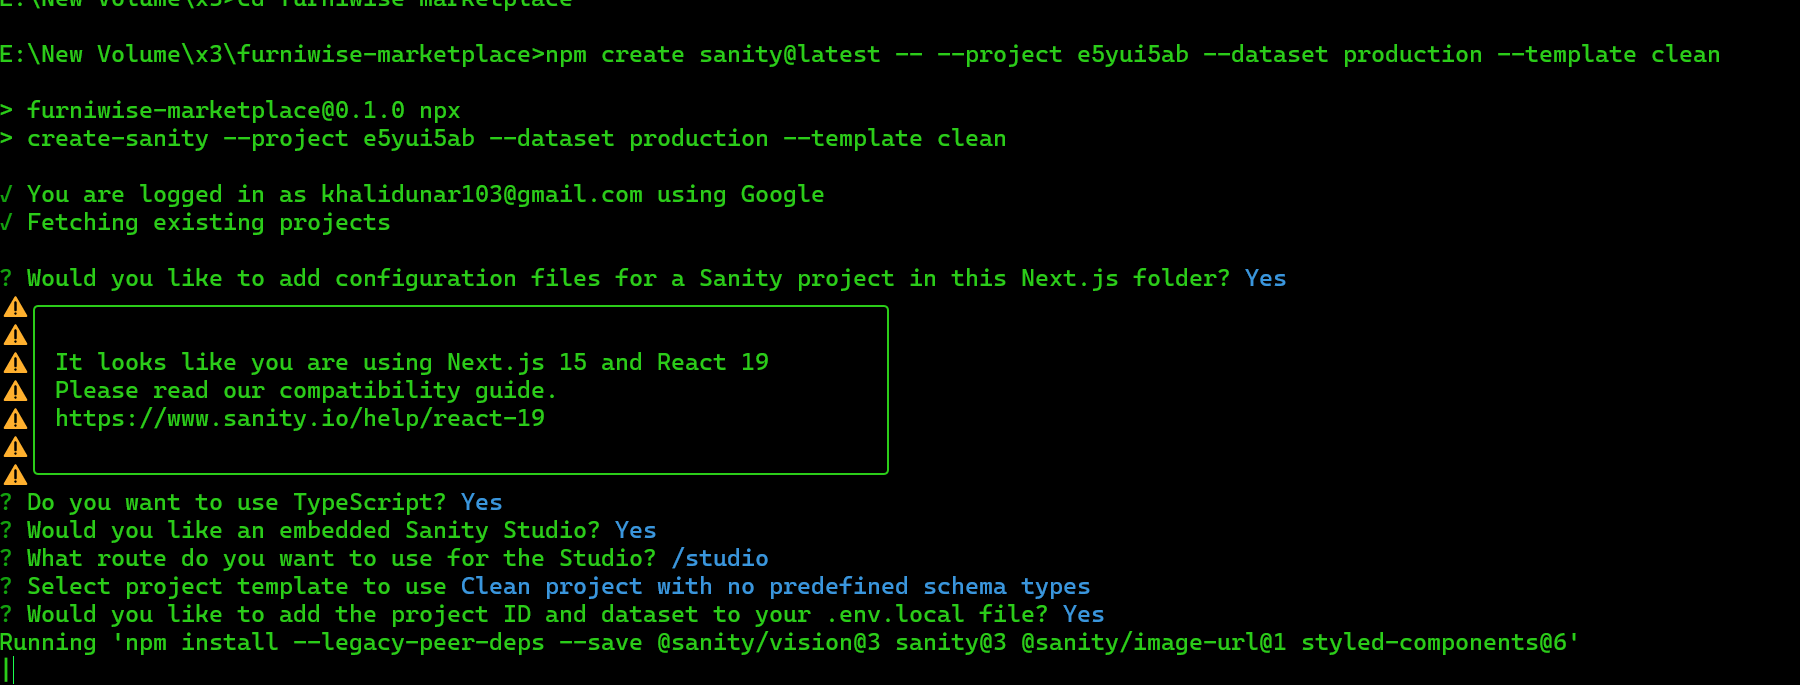 E:\New Volume\x3>cd furniwise-marketplace
E:\New Volume\x3\furniwise-marketplace>npm create sanity@latest -- --project e5yui5ab --dataset production --template clean
> furniwise-marketplace@0.1.0 npx
> create-sanity --project e5yui5ab --dataset production --template clean
√ You are logged in as khalidunar103@gmail.com using Google
√ Fetching existing projects
? Would you like to add configuration files for a Sanity project in this Next.js folder? Yes
It looks like you are using Next.js 15 and React 19
Please read our compatibility guide.
https://www.sanity.io/help/react-19
? Do you want to use TypeScript? Yes
? Would you like an embedded Sanity Studio? Yes
? What route do you want to use for the Studio? /studio
? Select project template to use Clean project with no predefined schema types
? Would you like to add the project ID and dataset to your .env.local file? Yes
Running 'npm install --legacy-peer-deps --save @sanity/vision@3 sanity@3 @sanity/image-url@1 styled-components@6'
|